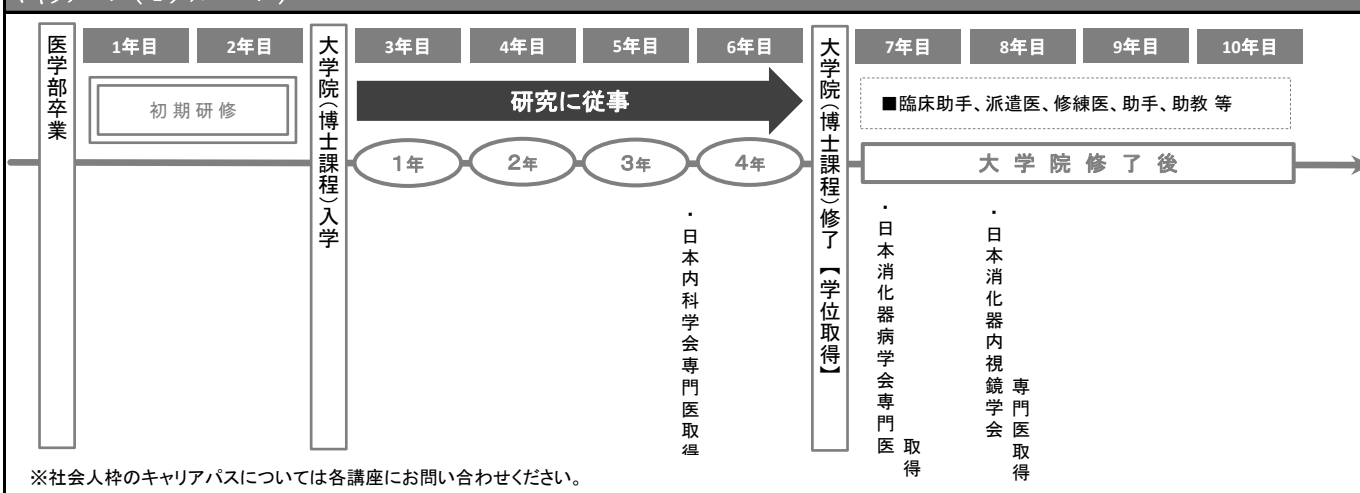 医学部卒業
1年目
2年目
初期研修
大学院(博士課程)入学
3年目
4年目
5年目
6年目
研究に従事
1年
2年
3年
4年
・日本内科学会専門医取得
大学院(博士課程)修了【学位取得】
7年目
8年目
9年目
10年目
■臨床助手、派遣医、修練医、助手、助教 等
大学院修了後
・日本消化器病学会専門医
取得
・日本消化器内視鏡学会
専門医取得
※社会人枠のキャリアパスについては各講座にお問い合わせください。